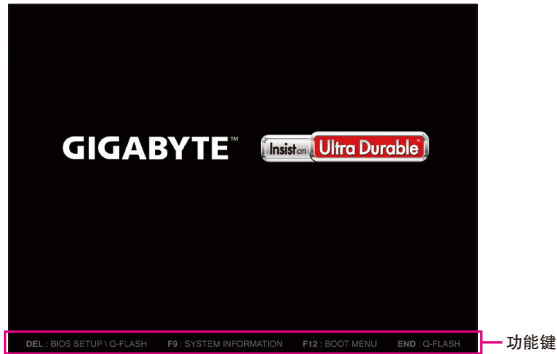 GIGABYTE™
Insist on Ultra Durable™
DEL : BIOS SETUP \ Q-FLASH F9 : SYSTEM INFORMATION F12 : BOOT MENU END : Q-FLASH
功能键